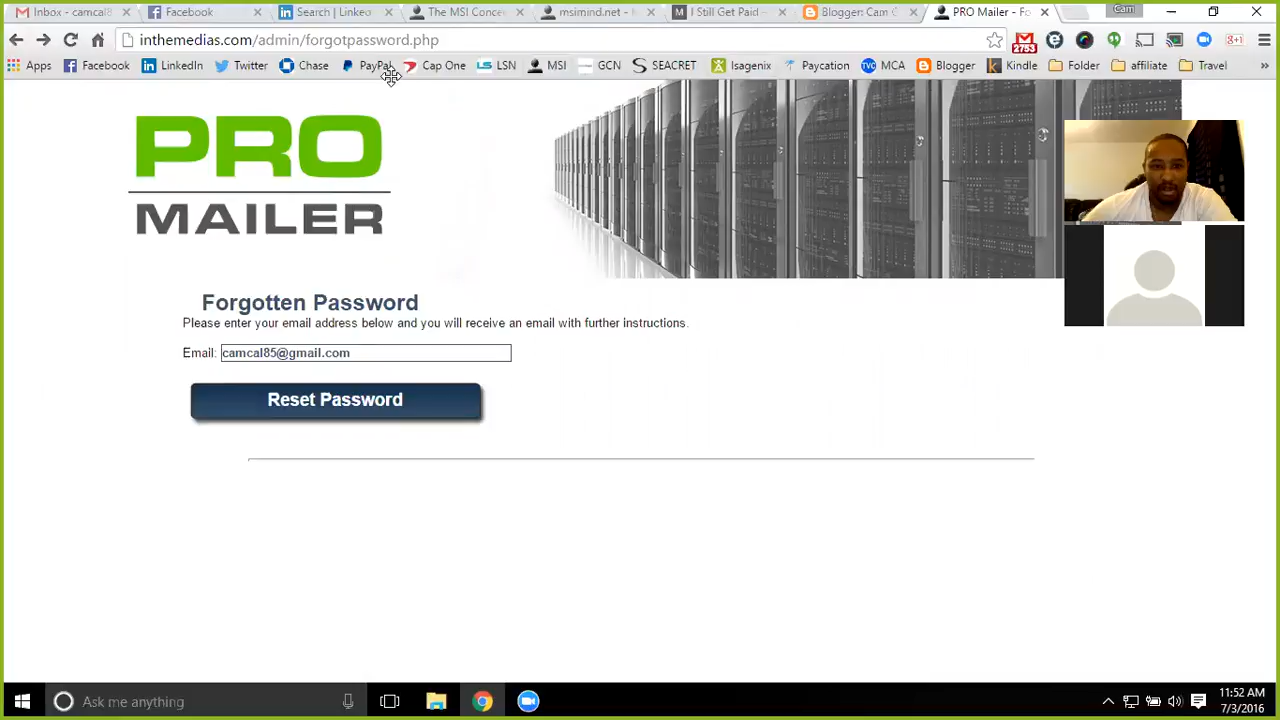 Inbox - camcal8
Facebook
Search | Linke
The MSI Conce
msimind.net -
I Still Get Paid -
Blogger: Cam C
PRO Mailer - Fo
Cam
inthemedias.com/admin/forgotpassword.php
2753
Apps
Facebook
LinkedIn
Twitter
Chase
PayPal
Cap One
LSN
MSI
GCN
SEACRET
Isagenix
Paycation
MCA
Blogger
Kindle
Folder
affiliate
Travel
»
PRO
MAILER
Forgotten Password
Please enter your email address below and you will receive an email with further instructions.
Email: camcal85@gmail.com
Reset Password
Ask me anything
11:52 AM
7/3/2016